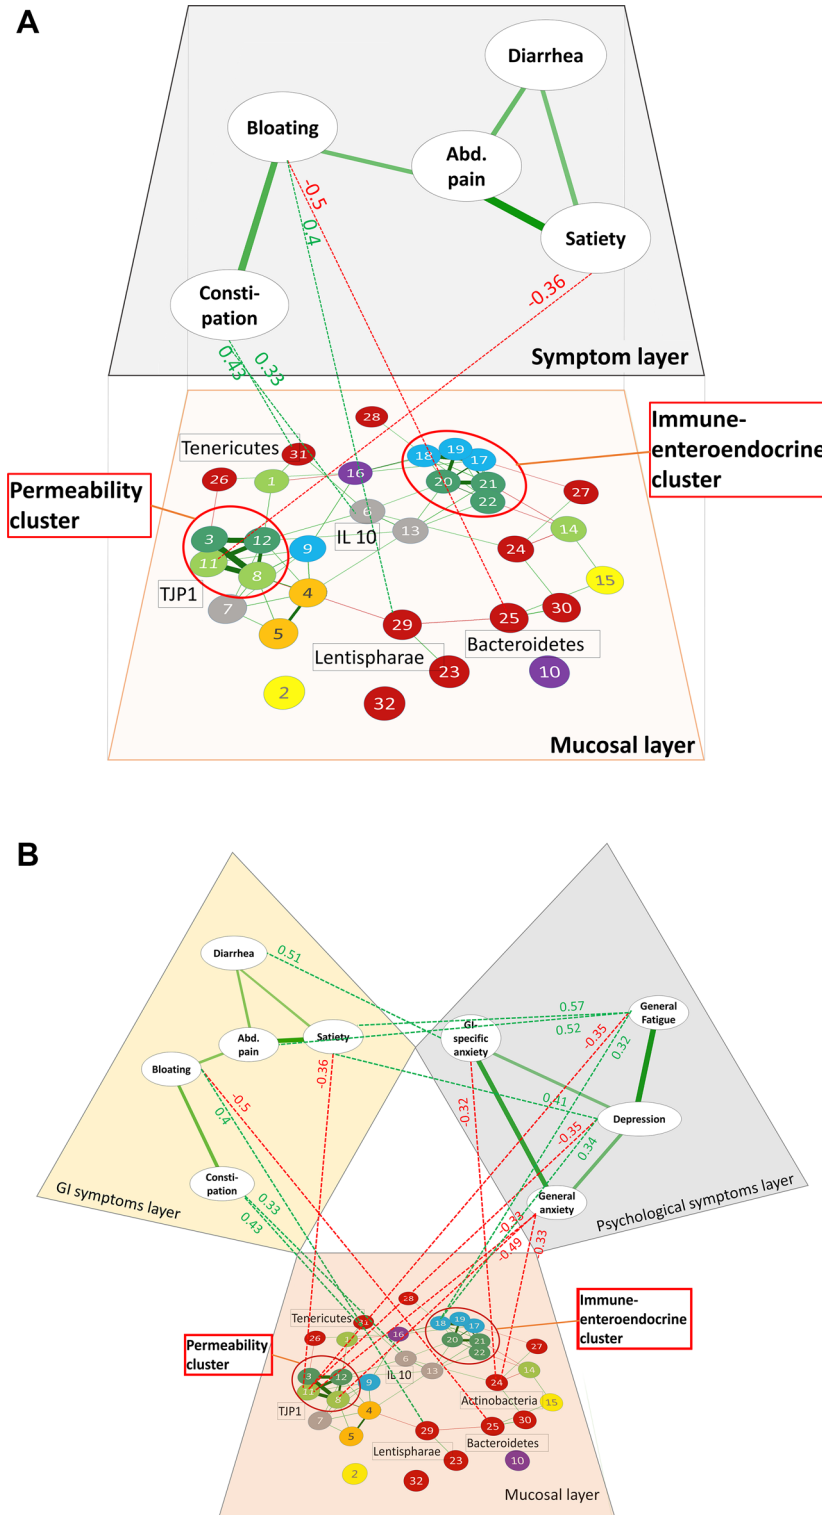 A
Diarrhea
Bloating
Abd.
pain
Satiety
Consti-
pation
-0.5
0.4
-0.36
0.43
0.33
Symptom layer
28
Tenericutes
31
26
1
16
18
19
17
20
21
22
Immune-
enteroendocrine
cluster
Permeability
cluster
27
6
IL 10
13
14
3
12
11
8
9
24
TJP1
7
4
15
5
29
25
30
Lentispharae
Bacteroidetes
23
10
2
32
Mucosal layer
B
Diarrhea
0.51
Abd.
pain
Satiety
Bloating
-0.36
-0.5
0.4
Consti-
pation
0.33
0.43
GI symptoms layer
GI-
specific
anxiety
General
Fatigue
0.57
0.52
-0.35
0.32
0.41
Depression
-0.32
-0.35
0.34
General
anxiety
-0.33
-0.49
-0.33
Psychological symptoms layer
28
Tenericutes
31
26
1
16
18
19
17
20
21
22
Immune-
enteroendocrine
cluster
Permeability
cluster
27
6
IL 10
13
14
3
12
11
8
9
24
Actinobacteria
15
TJP1
7
4
5
29
25
30
Lentispharae
Bacteroidetes
23
10
2
32
Mucosal layer